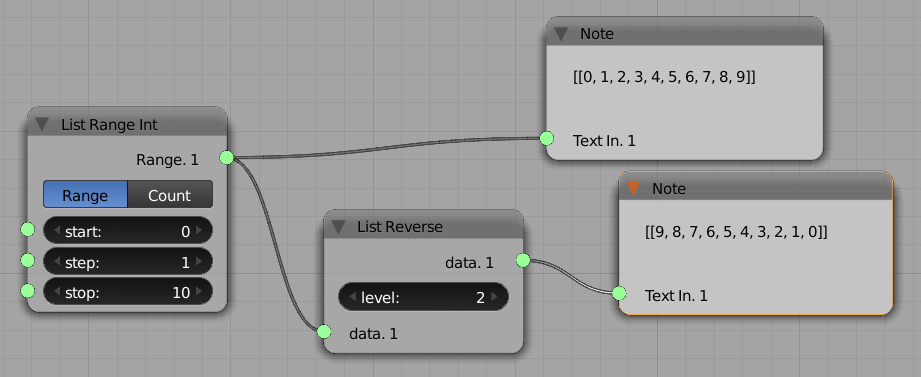 List Range Int
Range. 1
Range Count
start: 0
step: 1
stop: 10
List Reverse
data. 1
level: 2
data. 1
Note
[[0, 1, 2, 3, 4, 5, 6, 7, 8, 9]]
Text In. 1
Note
[[9, 8, 7, 6, 5, 4, 3, 2, 1, 0]]
Text In. 1